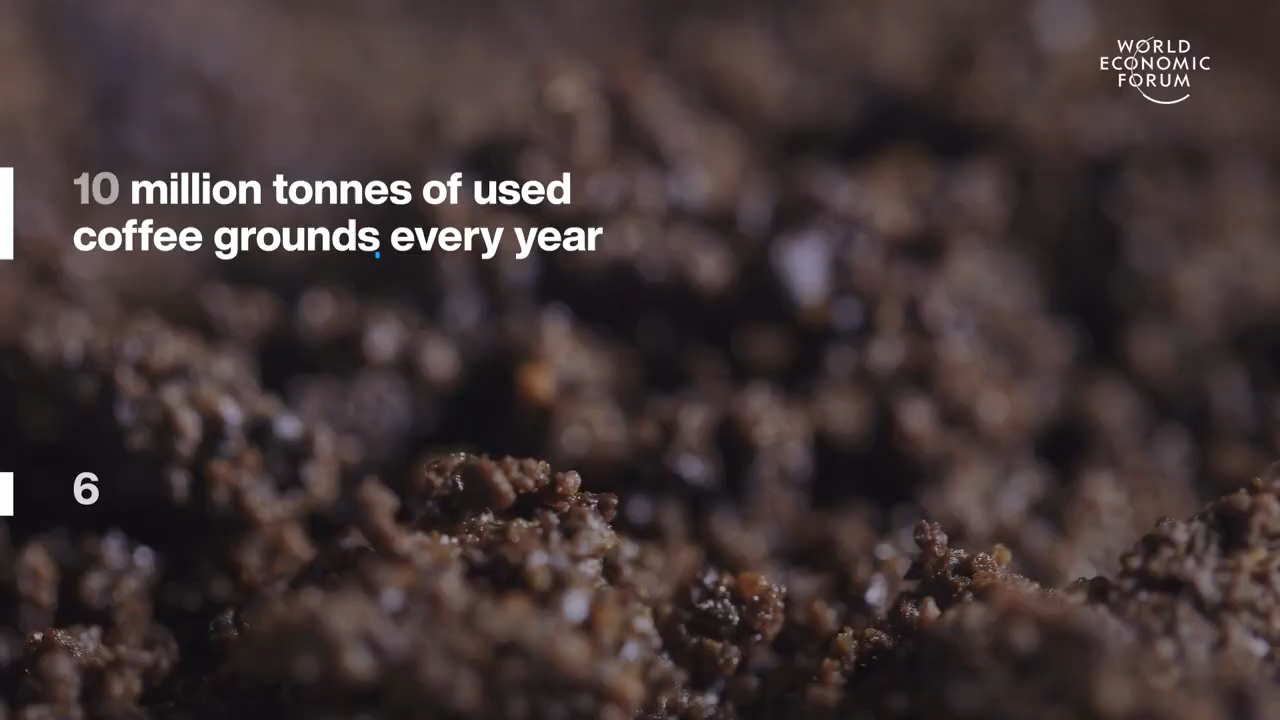 WORLD
ECONOMIC
FORUM
10 million tonnes of used
coffee grounds every year
6